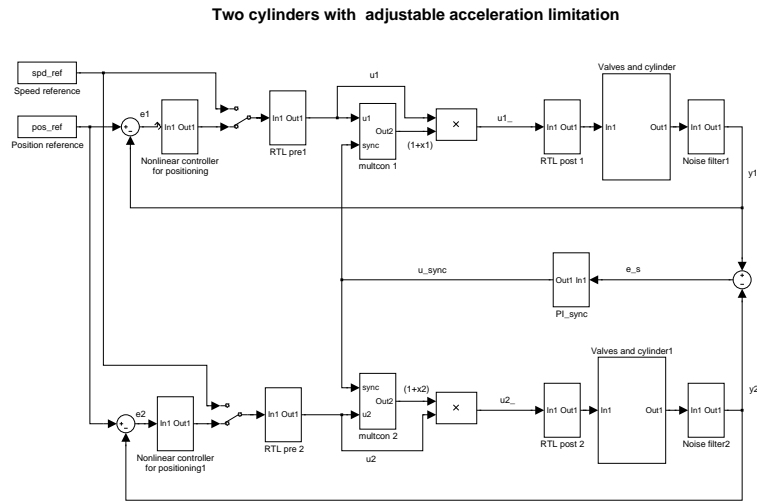 Two cylinders with adjustable acceleration limitation
spd_ref
Speed reference
pos_ref
Position reference
e1
In1 Out1
Nonlinear controller
for positioning
In1 Out1
RTL pre1
u1
u1
sync
Out2
multcon 1
(1+x1)
×
u1_
In1 Out1
RTL post 1
Valves and cylinder
In1
Out1
In1 Out1
Noise filter1
y1
u_sync
Out1 In1
PI_sync
e_s
e2
In1 Out1
Nonlinear controller
for positioning1
In1 Out1
RTL pre 2
sync
u2
Out2
multcon 2
(1+x2)
u2
×
u2_
In1 Out1
RTL post 2
Valves and cylinder1
In1
Out1
In1 Out1
Noise filter2
y2